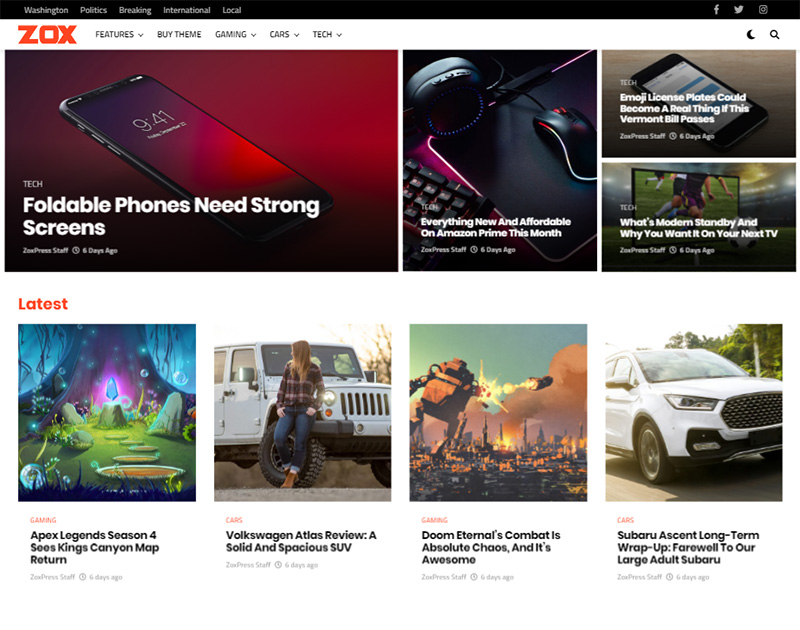 Washington Politics Breaking International Local
ZOX FEATURES BUY THEME GAMING CARS TECH
9:41
TECH
Foldable Phones Need Strong
Screens
ZoxPress Staff 6 Days Ago
TECH
Everything New And Affordable
On Amazon Prime This Month
ZoxPress Staff 6 Days Ago
TECH
Emoji License Plates Could
Become A Real Thing If This
Vermont Bill Passes
ZoxPress Staff 6 Days Ago
TECH
What's Modern Standby And
Why You Want It On Your Next TV
ZoxPress Staff 6 Days Ago
Latest
GAMING
Apex Legends Season 4
Sees Kings Canyon Map
Return
ZoxPress Staff 6 days ago
CARS
Volkswagen Atlas Review: A
Solid And Spacious SUV
ZoxPress Staff 6 days ago
GAMING
Doom Eternal's Combat Is
Absolute Chaos, And It's
Awesome
ZoxPress Staff 6 days ago
CARS
Subaru Ascent Long-Term
Wrap-Up: Farewell To Our
Large Adult Subaru
ZoxPress Staff 6 days ago